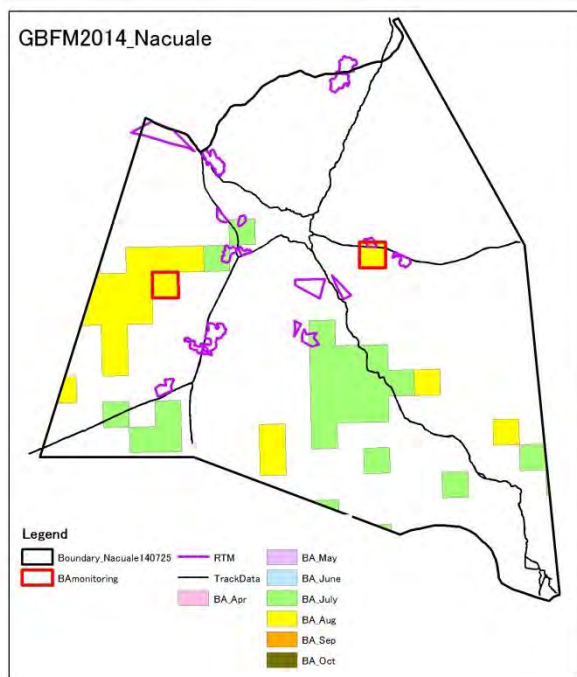 GBFM2014_Nacuale
Legend
Boundary_Nacuale140725
BAmonitoring
RTM
TrackData
BA_Apr
BA_May
BA_June
BA_July
BA_Aug
BA_Sep
BA_Oct